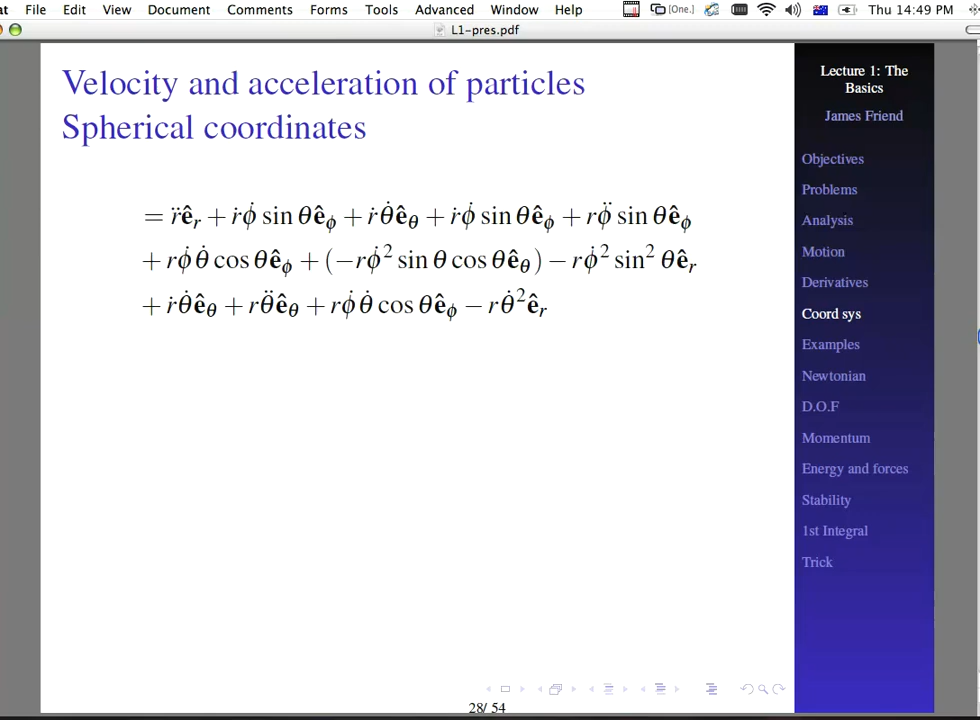 at File Edit View Document Comments Forms Tools Advanced Window Help [One.] Thu 14:49 PM
L1-pres.pdf
Velocity and acceleration of particles
Spherical coordinates
= r̈ê_r + ṙϕ̇ sin θê_ϕ + ṙθ̇ê_θ + ṙϕ̇ sin θê_ϕ + rϕ̈ sin θê_ϕ
+ rϕ̇θ̇ cos θê_ϕ + (−rϕ̇² sin θ cos θê_θ) − rϕ̇² sin² θê_r
+ ṙθ̇ê_θ + rθ̈ê_θ + rϕ̇θ̇ cos θê_ϕ − rθ̇²ê_r
Lecture 1: The
Basics
James Friend
Objectives
Problems
Analysis
Motion
Derivatives
Coord sys
Examples
Newtonian
D.O.F
Momentum
Energy and forces
Stability
1st Integral
Trick
28/ 54